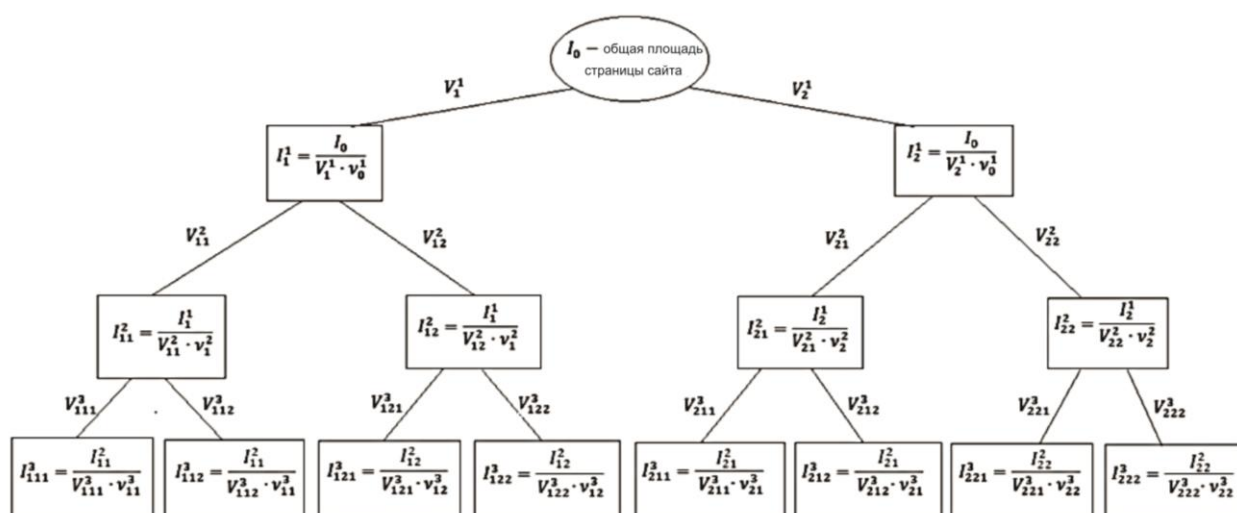 I₀ — общая площадь
страницы сайта
V₁¹ V₂¹
I₁¹ = I₀ / (V₁¹ · ν₀¹) I₂¹ = I₀ / (V₂¹ · ν₀¹)
V₁₁² V₁₂² V₂₁² V₂₂²
I₁₁² = I₁¹ / (V₁₁² · ν₁²) I₁₂² = I₁¹ / (V₁₂² · ν₁²) I₂₁² = I₂¹ / (V₂₁² · ν₂²) I₂₂² = I₂¹ / (V₂₂² · ν₂²)
V₁₁₁³ V₁₁₂³ V₁₂₁³ V₁₂₂³ V₂₁₁³ V₂₁₂³ V₂₂₁³ V₂₂₂³
I₁₁₁³ = I₁₁² / (V₁₁₁³ · ν₁₁³) I₁₁₂³ = I₁₁² / (V₁₁₂³ · ν₁₁³) I₁₂₁³ = I₁₂² / (V₁₂₁³ · ν₁₂³) I₁₂₂³ = I₁₂² / (V₁₂₂³ · ν₁₂³) I₂₁₁³ = I₂₁² / (V₂₁₁³ · ν₂₁³) I₂₁₂³ = I₂₁² / (V₂₁₂³ · ν₂₁³) I₂₂₁³ = I₂₂² / (V₂₂₁³ · ν₂₂³) I₂₂₂³ = I₂₂² / (V₂₂₂³ · ν₂₂³)